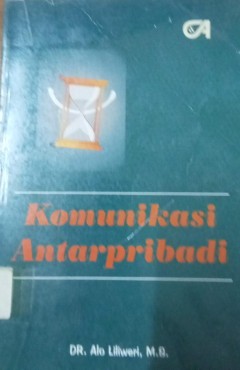 Komunikasi
Antarpribadi
DR. Alo Liliweri, M.S.